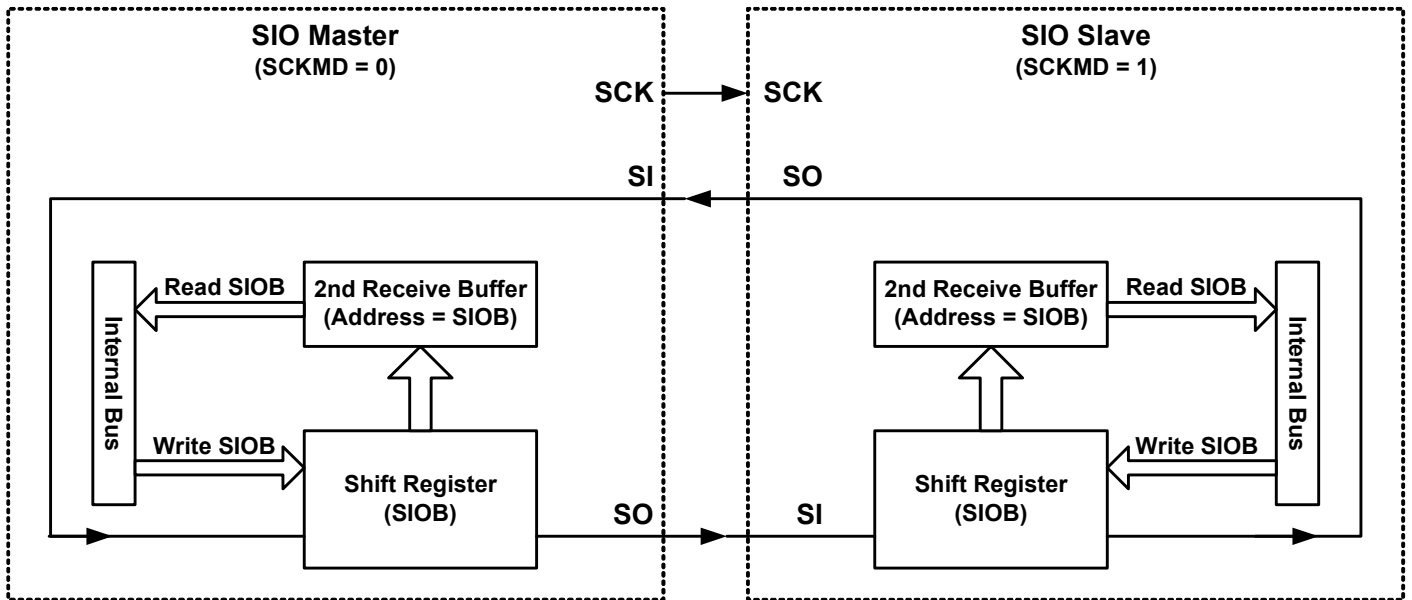 SIO Master
(SCKMD = 0)
SCK
SI
Read SIOB
2nd Receive Buffer
(Address = SIOB)
Internal Bus
Write SIOB
Shift Register
(SIOB)
SO
SIO Slave
(SCKMD = 1)
SCK
SO
2nd Receive Buffer
(Address = SIOB)
Read SIOB
Internal Bus
Write SIOB
Shift Register
(SIOB)
SI